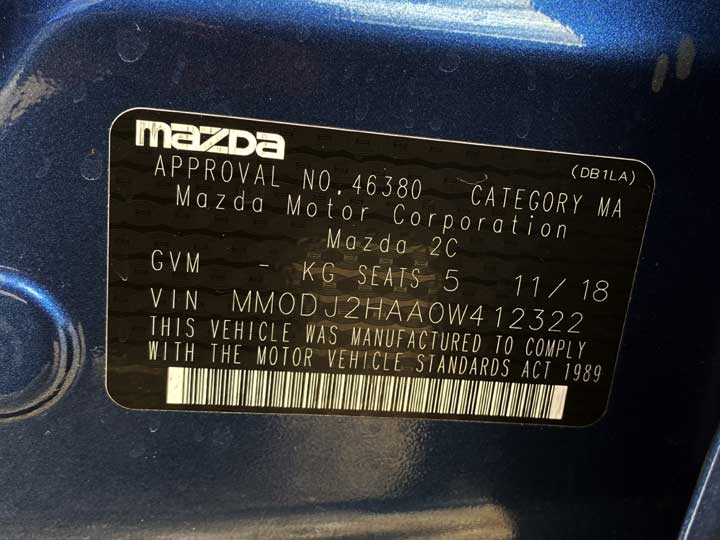 mazda
(DB1LA)
APPROVAL NO.46380 CATEGORY MA
Mazda Motor Corporation
Mazda 2C
GVM - KG SEATS 5 11/18
VIN MM0DJ2HAA0W412322
THIS VEHICLE WAS MANUFACTURED TO COMPLY
WITH THE MOTOR VEHICLE STANDARDS ACT 1989